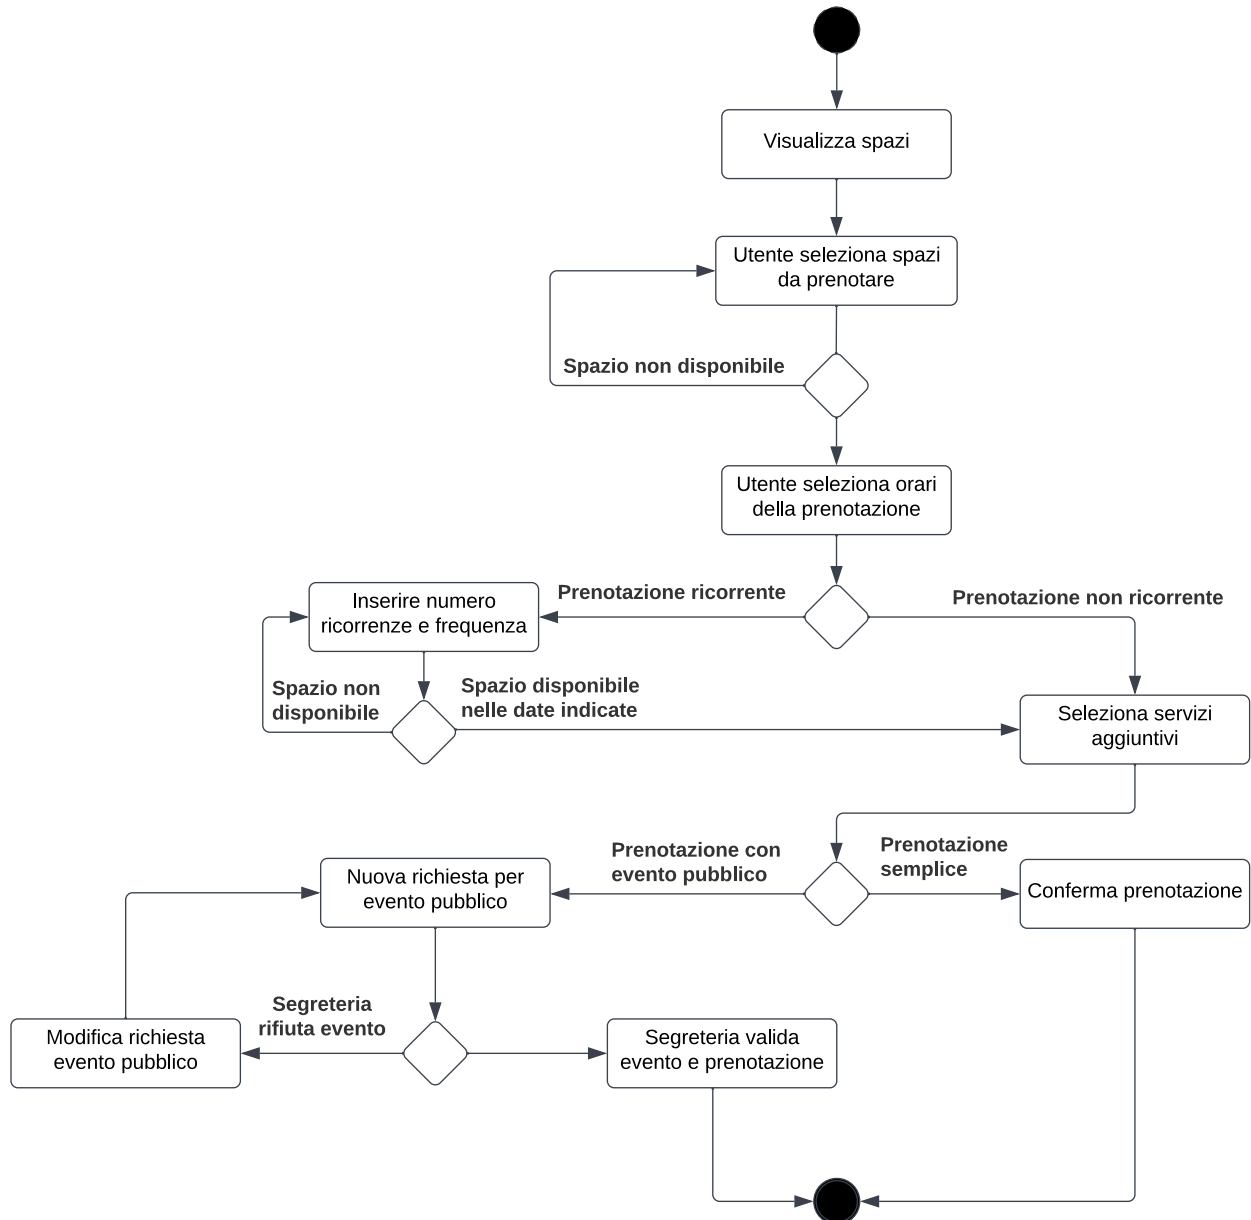 Visualizza spazi
Utente seleziona spazi
da prenotare
Spazio non disponibile
Utente seleziona orari
della prenotazione
Prenotazione ricorrente
Prenotazione non ricorrente
Inserire numero
ricorrenze e frequenza
Spazio non
disponibile
Spazio disponibile
nelle date indicate
Seleziona servizi
aggiuntivi
Prenotazione con
evento pubblico
Prenotazione
semplice
Nuova richiesta per
evento pubblico
Conferma prenotazione
Segreteria
rifiuta evento
Modifica richiesta
evento pubblico
Segreteria valida
evento e prenotazione